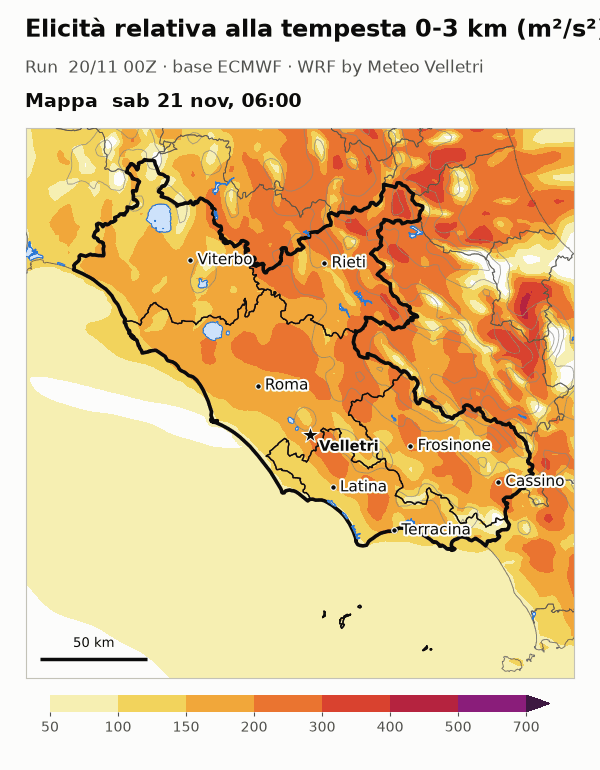 Elicità relativa alla tempesta 0-3 km (m²/s²)
Run 20/11 00Z · base ECMWF · WRF by Meteo Velletri
Mappa sab 21 nov, 06:00
Viterbo
Rieti
Roma
Velletri
Frosinone
Cassino
Latina
Terracina
50 km
50 100 150 200 300 400 500 700